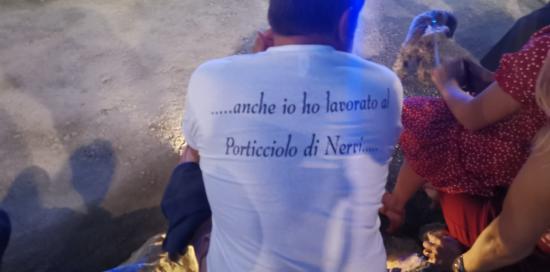 .....anche io ho lavorato al
Porticciolo di Nervi.....